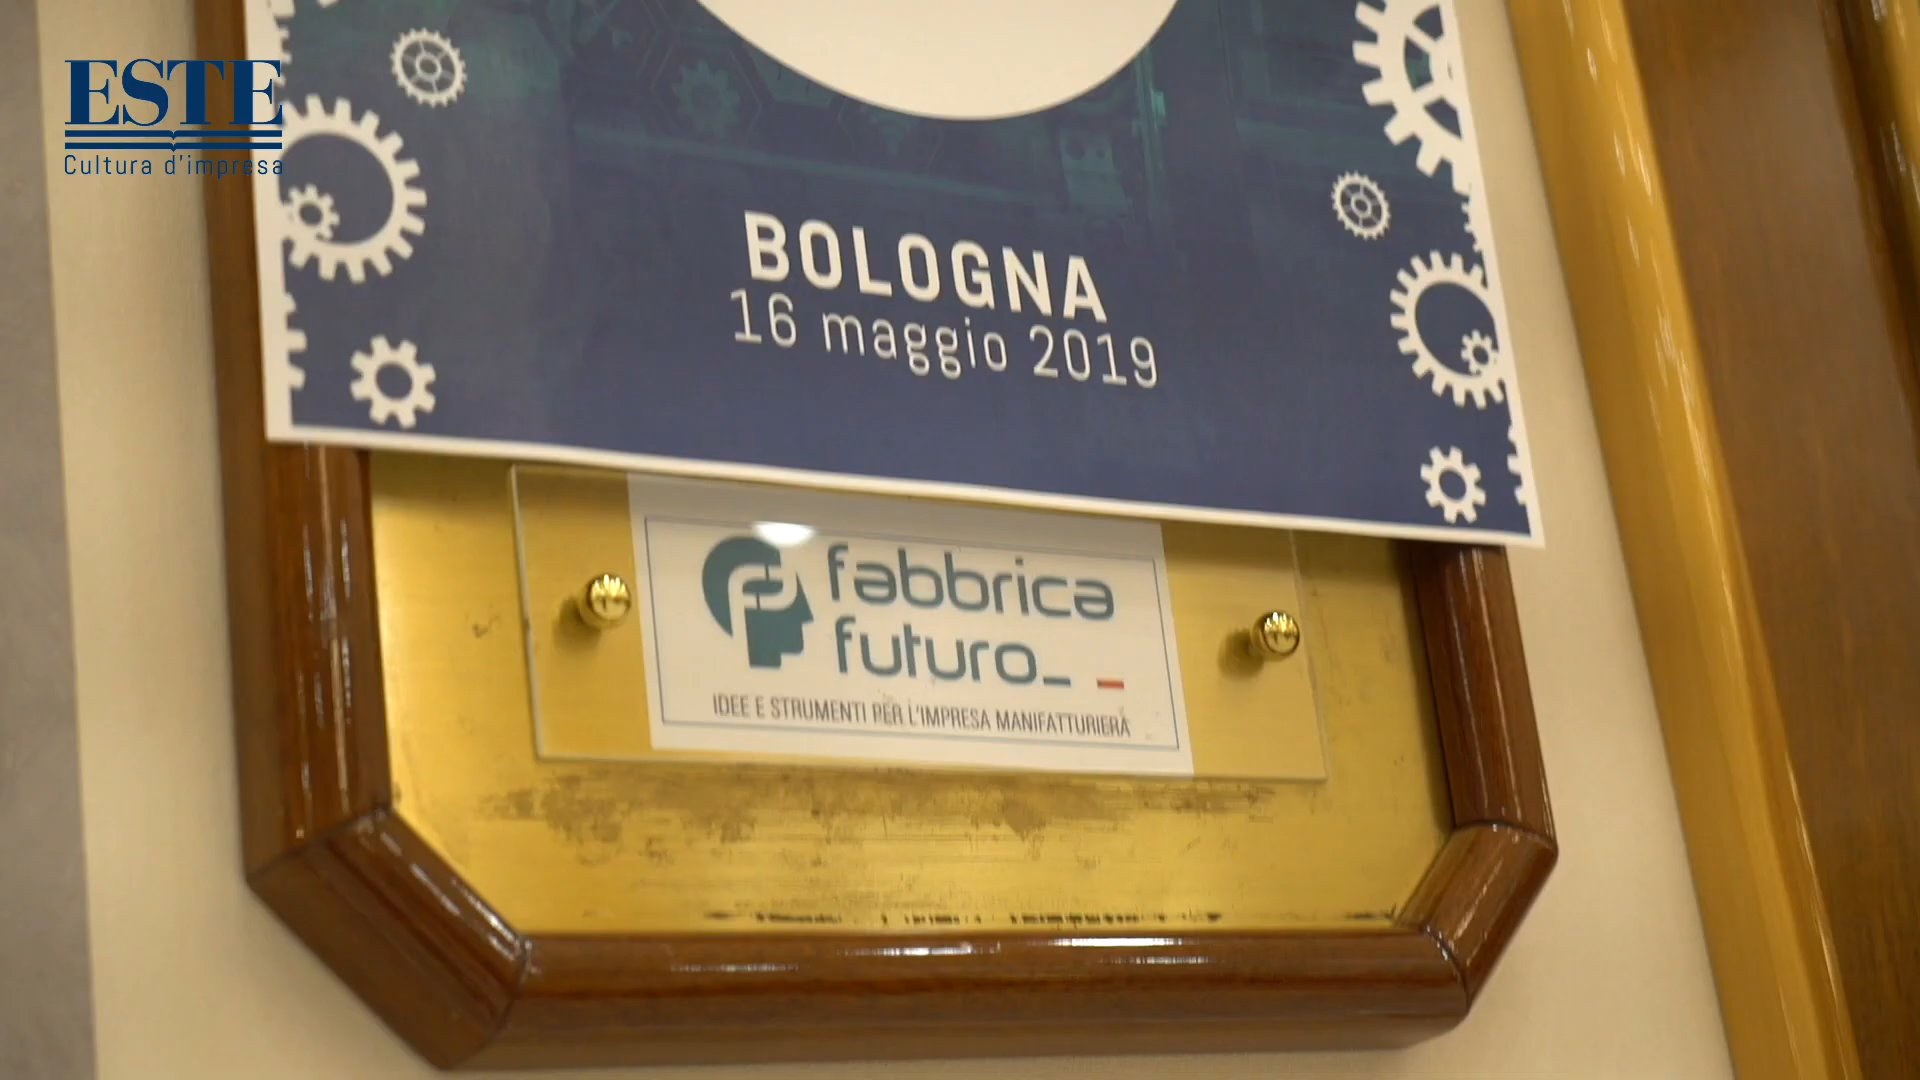 ESTE
Cultura d'impresa
BOLOGNA
16 maggio 2019
fabbrica
futuro_ _
IDEE E STRUMENTI PER L'IMPRESA MANIFATTURIERA